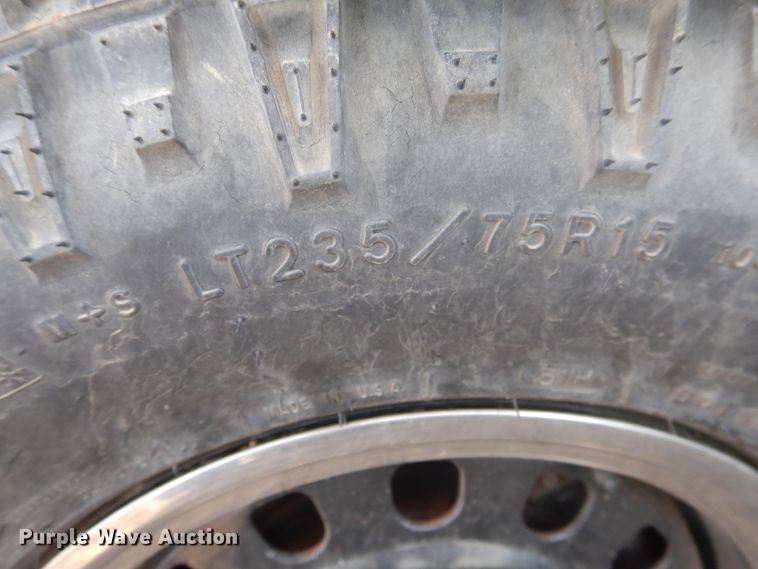 M+S LT235/75R15
MADE IN U.S.A.
Purple Wave Auction